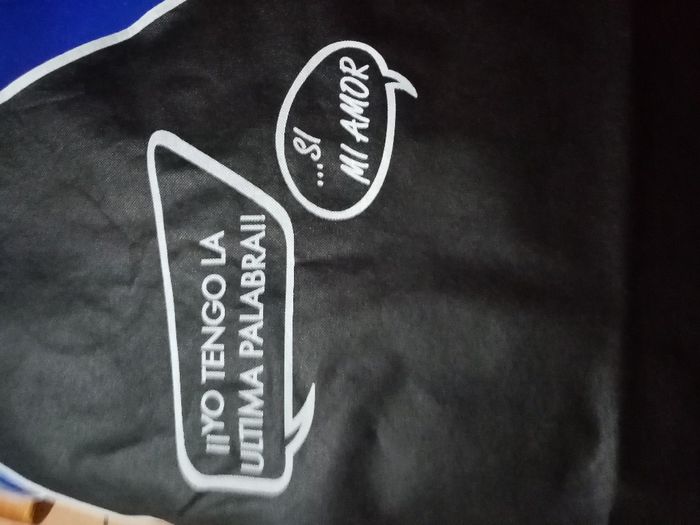 ¡¡YO TENGO LA
ULTIMA PALABRA!!
...SI
MI AMOR